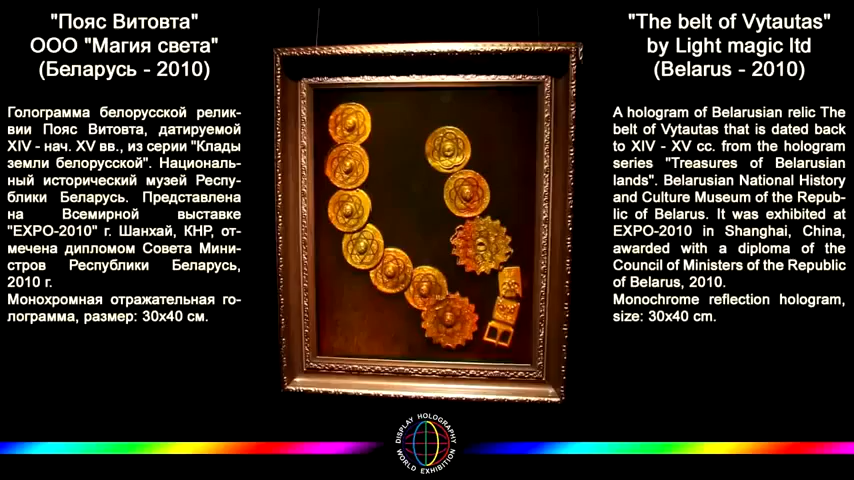 "Пояс Витовта"
ООО "Магия света"
(Беларусь - 2010)
Голограмма белорусской релик-
вии Пояс Витовта, датируемой
XIV - нач. XV вв., из серии "Клады
земли белорусской". Националь-
ный исторический музей Респу-
блики Беларусь. Представлена
на Всемирной выставке
"EXPO-2010" г. Шанхай, КНР, от-
мечена дипломом Совета Мини-
стров Республики Беларусь,
2010 г.
Монохромная отражательная го-
лограмма, размер: 30х40 см.
"The belt of Vytautas"
by Light magic ltd
(Belarus - 2010)
A hologram of Belarusian relic The
belt of Vytautas that is dated back
to XIV - XV cc. from the hologram
series "Treasures of Belarusian
lands". Belarusian National History
and Culture Museum of the Repub-
lic of Belarus. It was exhibited at
EXPO-2010 in Shanghai, China,
awarded with a diploma of the
Council of Ministers of the Republic
of Belarus, 2010.
Monochrome reflection hologram,
size: 30x40 cm.
DISPLAY HOLOGRAPHY
WORLD EXHIBITION